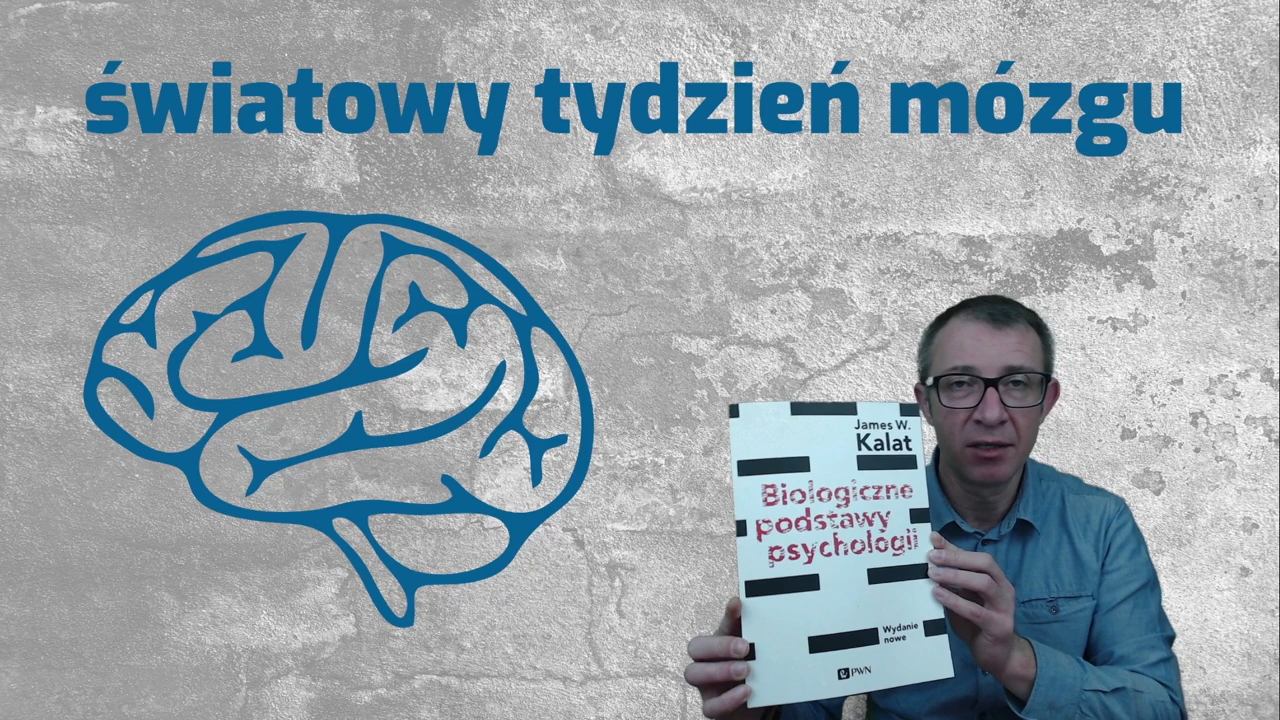 światowy tydzień mózgu
James W.
Kalat
Biologiczne
podstawy
psychologii
Wydanie
nowe
PWN